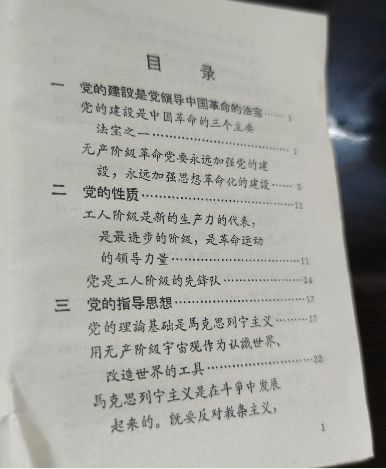 目 录
一 党的建設是党領导中国革命的法宝…… 1
党的建設是中国革命的三个主要
法宝之一…………………… 1
无产阶級革命党要永远加强党的建
設，永远加强思想革命化的建設…… 5
二 党的性质……………………11
工人阶級是新的生产力的代表，
是最进步的阶級，是革命运动
的領导力量……………………11
党是工人阶級的先鋒队……………14
三 党的指导思想……………………17
党的理論基础是馬克思列宁主义………17
用无产阶級宇宙观作为认識世界、
改造世界的工具……………………22
馬克思列宁主义是在斗爭中发展
起来的。既要反对教条主义，
1